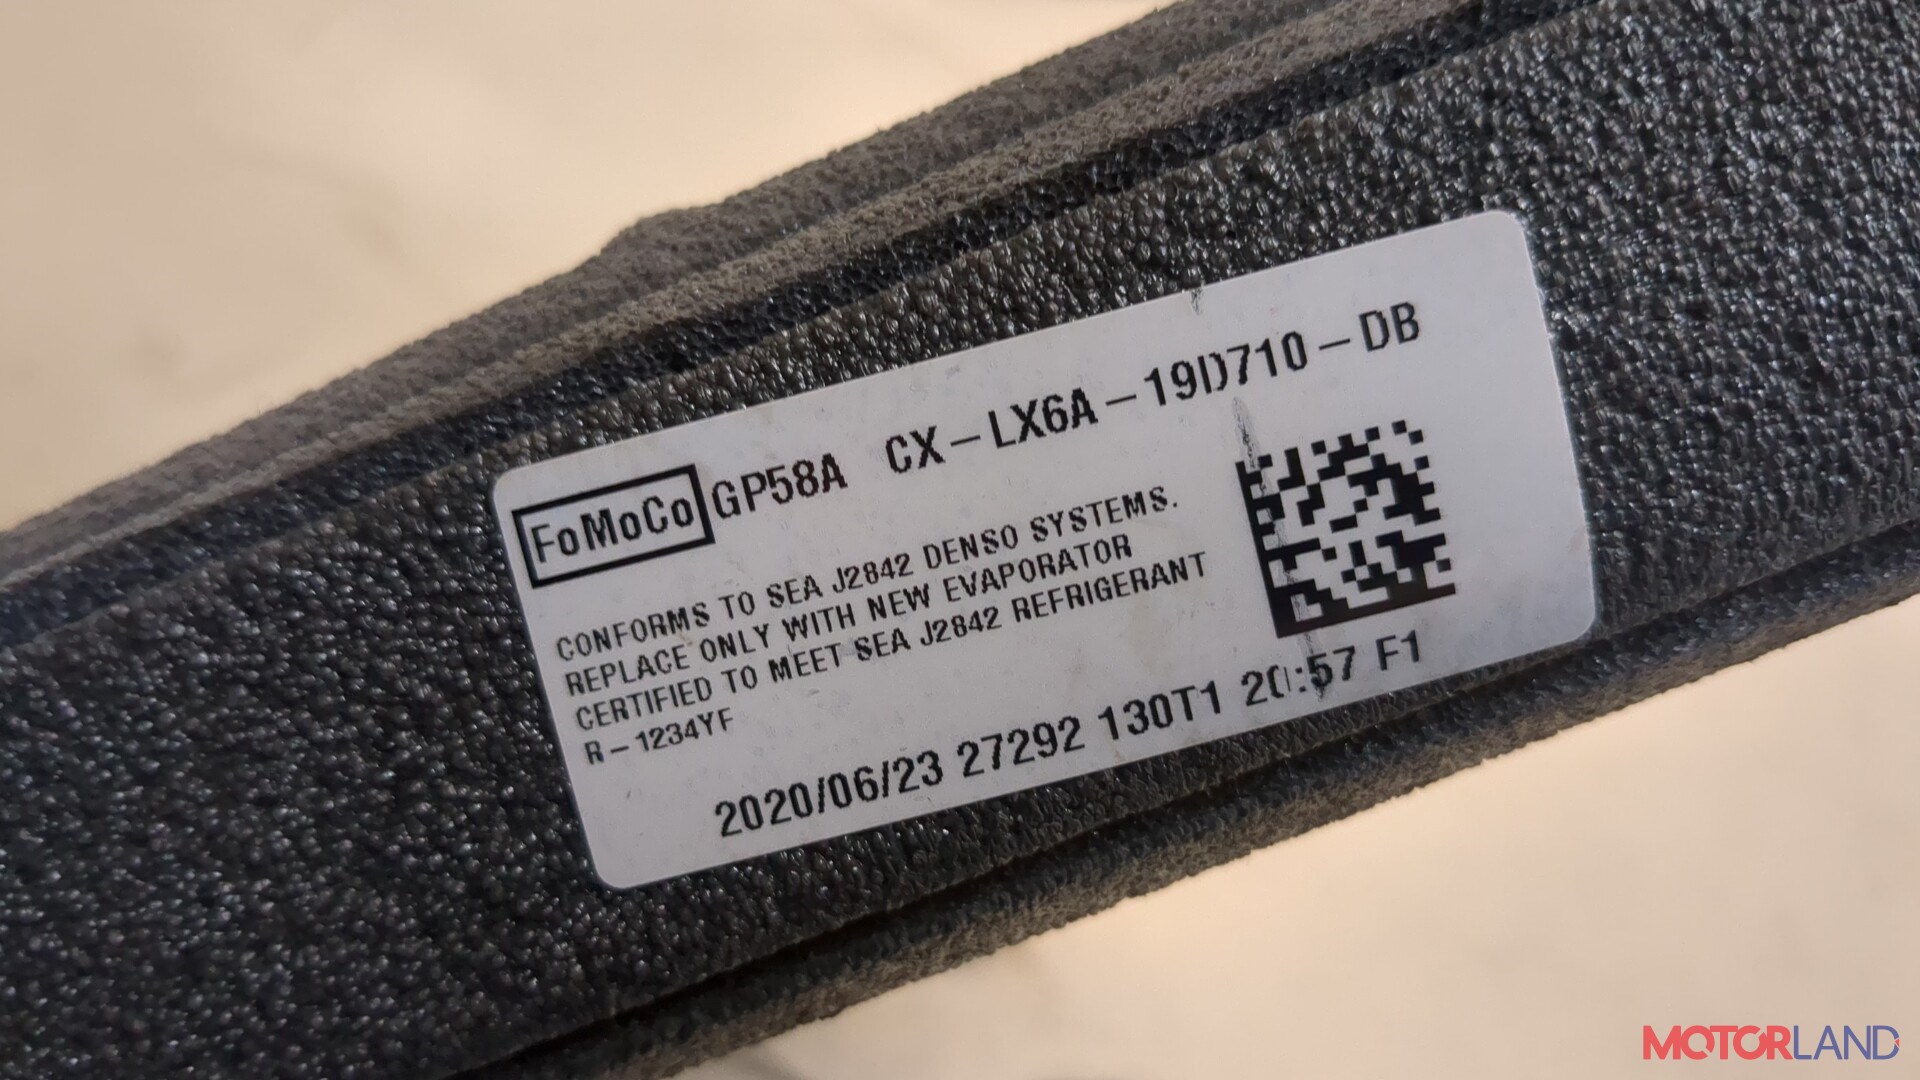 FoMoCo GP58A CX-LX6A-19D710-DB
CONFORMS TO SEA J2842 DENSO SYSTEMS.
REPLACE ONLY WITH NEW EVAPORATOR
CERTIFIED TO MEET SEA J2842 REFRIGERANT
R-1234YF
2020/06/23 27292 130T1 20:57 F1
MOTORLAND